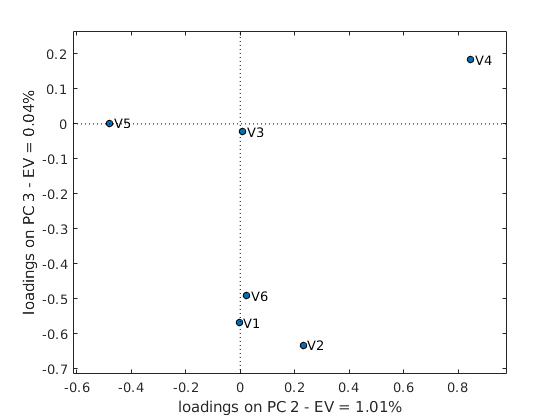 0.2
V4
0.1
0
V5
V3
-0.1
-0.2
-0.3
-0.4
-0.5
V6
V1
-0.6
V2
-0.7
-0.6 -0.4 -0.2 0 0.2 0.4 0.6 0.8
loadings on PC 2 - EV = 1.01%
loadings on PC 3 - EV = 0.04%